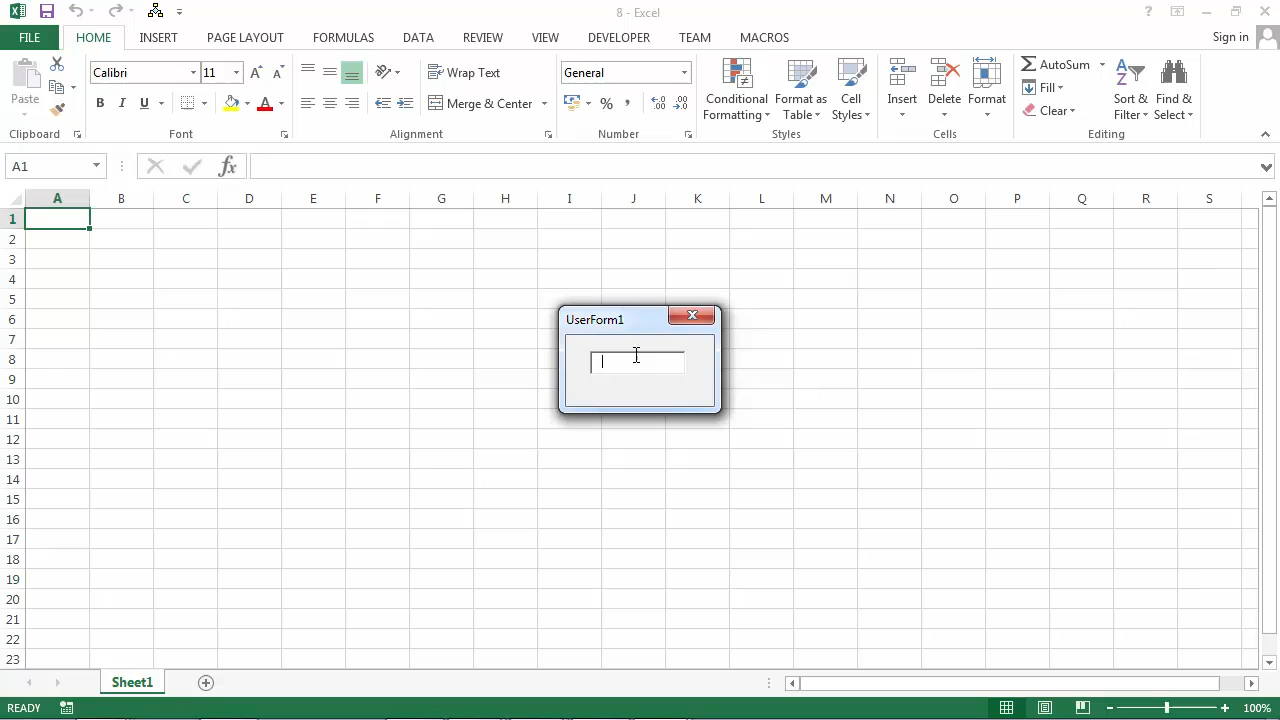 8 - Excel
FILE HOME INSERT PAGE LAYOUT FORMULAS DATA REVIEW VIEW DEVELOPER TEAM MACROS Sign in
Paste Calibri 11 Wrap Text General Conditional Formatting Format as Table Cell Styles Insert Delete Format AutoSum Sort & Filter Find & Select
B I U Merge & Center % , Fill Clear
Clipboard Font Alignment Number Styles Cells Editing
A1 fx
A B C D E F G H I J K L M N O P Q R S
1
2
3
4
5
6
7
8
9
10
11
12
13
14
15
16
17
18
19
20
21
22
23
UserForm1
Sheet1
READY 100%